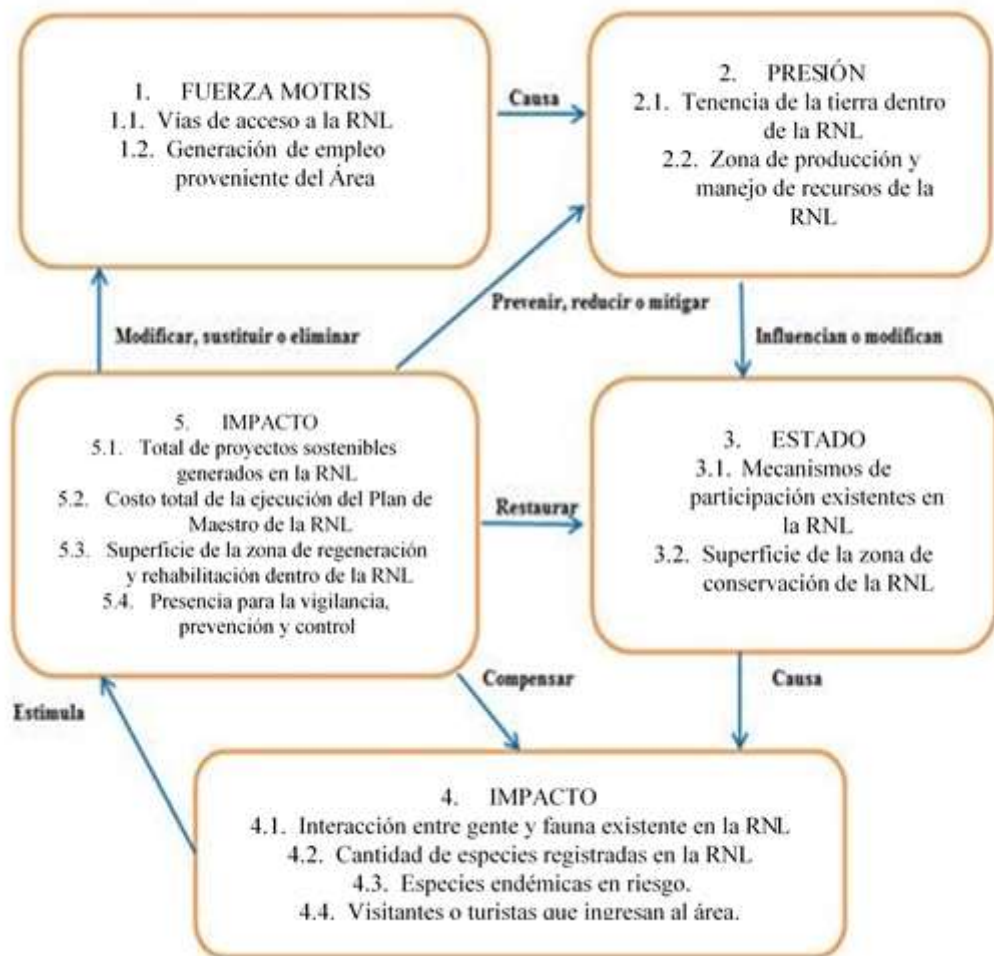 1. FUERZA MOTRIS
1.1. Vías de acceso a la RNL
1.2. Generación de empleo
proveniente del Área
Causa
2. PRESIÓN
2.1. Tenencia de la tierra dentro
de la RNL
2.2. Zona de producción y
manejo de recursos de la
RNL
Modificar, sustituir o eliminar
Prevenir, reducir o mitigar
Influencian o modifican
5. IMPACTO
5.1. Total de proyectos sostenibles
generados en la RNL
5.2. Costo total de la ejecución del Plan de
Maestro de la RNL
5.3. Superficie de la zona de regeneración
y rehabilitación dentro de la RNL
5.4. Presencia para la vigilancia,
prevención y control
Restaurar
3. ESTADO
3.1. Mecanismos de
participación existentes en
la RNL
3.2. Superficie de la zona de
conservación de la RNL
Estimula
Compensar
Causa
4. IMPACTO
4.1. Interacción entre gente y fauna existente en la RNL
4.2. Cantidad de especies registradas en la RNL
4.3. Especies endémicas en riesgo.
4.4. Visitantes o turistas que ingresan al área.